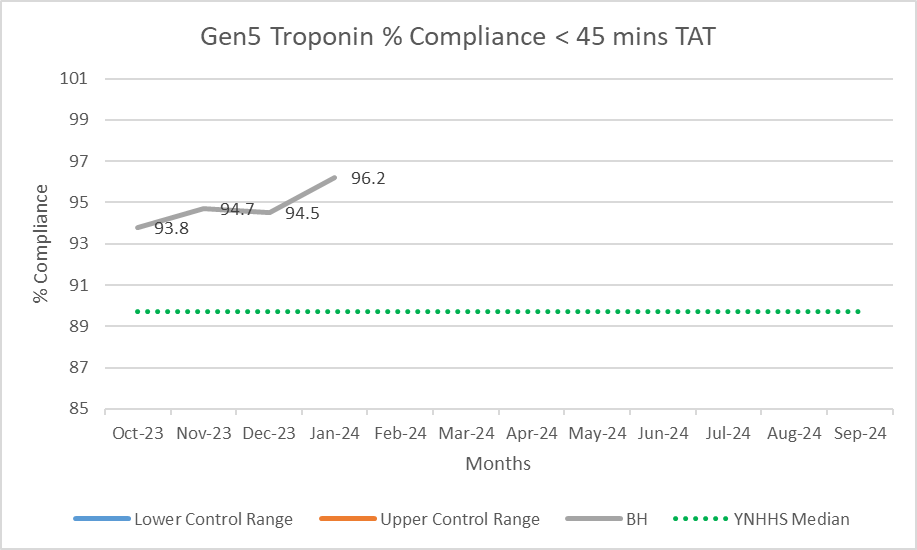 Gen5 Troponin % Compliance < 45 mins TAT
101
99
97
95
93
91
89
87
85
% Compliance
93.8
94.7
94.5
96.2
Oct-23 Nov-23 Dec-23 Jan-24 Feb-24 Mar-24 Apr-24 May-24 Jun-24 Jul-24 Aug-24 Sep-24
Months
Lower Control Range Upper Control Range BH YNHHS Median